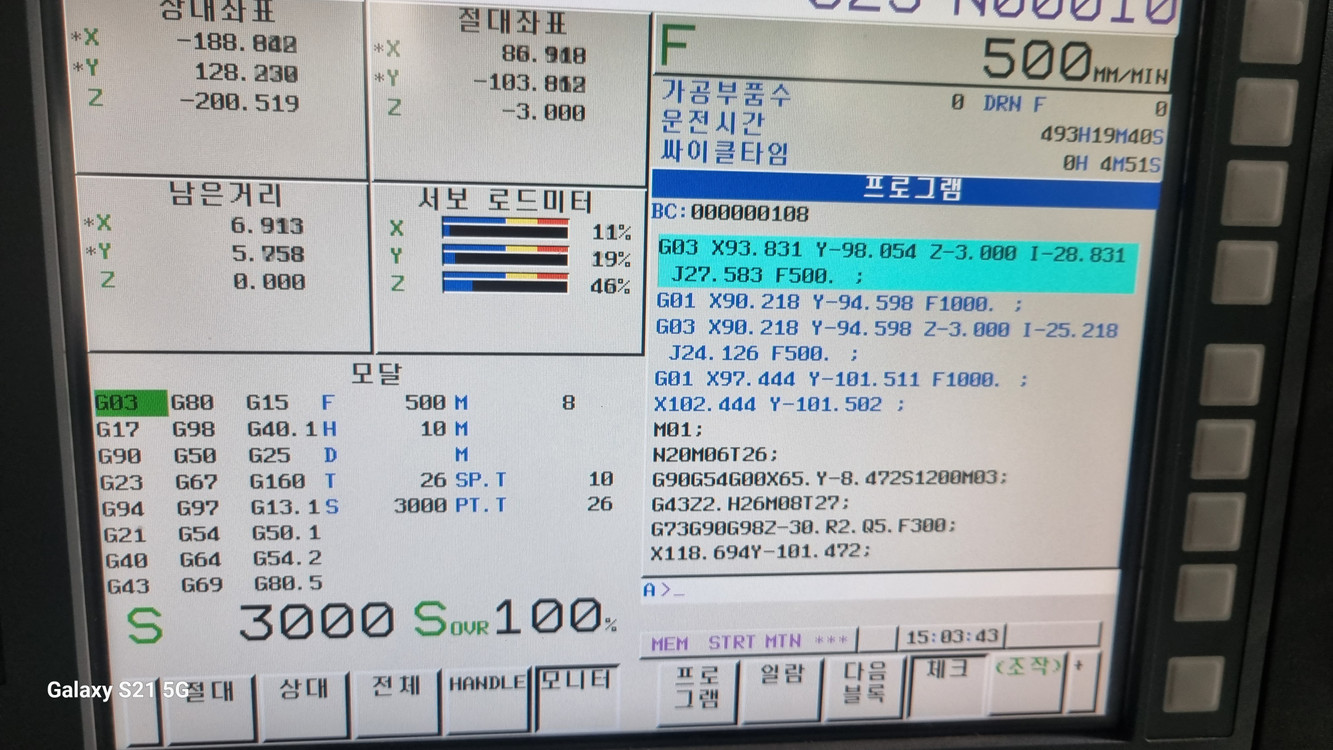 N00010
상대좌표
*X -188.842
*Y 128.230
Z -200.519
절대좌표
*X 86.918
*Y -103.812
Z -3.000
F 500MM/MIN
가공부품수 0 DRN F 0
운전시간 493H19M40S
싸이클타임 0H 4M51S
남은거리
*X 6.913
*Y 5.758
Z 0.000
서보 로드미터
X 11%
Y 19%
Z 46%
프로그램
BC:000000108
G03 X93.831 Y-98.054 Z-3.000 I-28.831
J27.583 F500. ;
G01 X90.218 Y-94.598 F1000. ;
G03 X90.218 Y-94.598 Z-3.000 I-25.218
J24.126 F500. ;
G01 X97.444 Y-101.511 F1000. ;
X102.444 Y-101.502 ;
M01;
N20M06T26;
G90G54G00X65.Y-8.472S1200M03;
G43Z2.H26M08T27;
G73G90G98Z-30.R2.Q5.F300;
X118.694Y-101.472;
모달
G03 G80 G15 F 500 M 8
G17 G98 G40.1 H 10 M
G90 G50 G25 D M
G23 G67 G160 T 26 SP.T 10
G94 G97 G13.1 S 3000 PT.T 26
G21 G54 G50.1
G40 G64 G54.2
G43 G69 G80.5
S 3000 SOVR100%
A>_
MEM STRT MTN *** 15:03:43
절대 상대 전체 HANDLE 모니터
프로그램 일람 다음블록 체크 (조작) +
Galaxy S21 5G